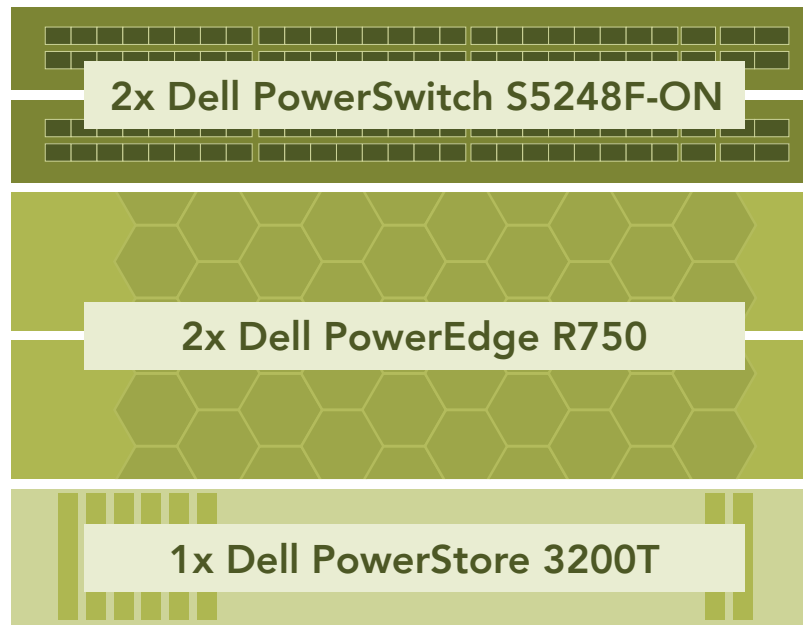 2x Dell PowerSwitch S5248F-ON
2x Dell PowerEdge R750
1x Dell PowerStore 3200T